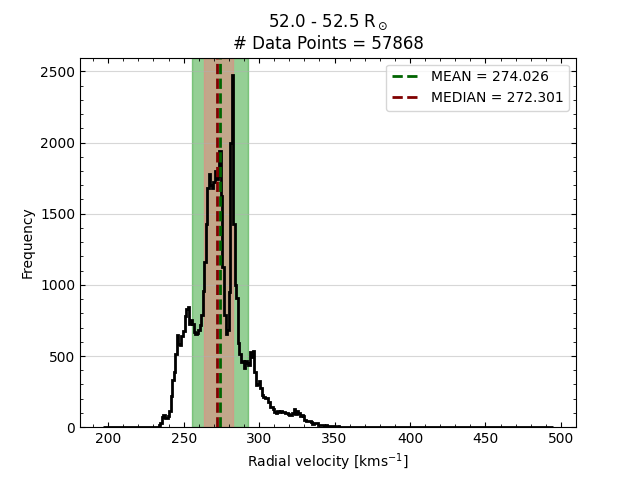 52.0 - 52.5 R⊙
# Data Points = 57868
MEAN = 274.026
MEDIAN = 272.301
Frequency
2500
2000
1500
1000
500
0
200 250 300 350 400 450 500
Radial velocity [kms⁻¹]